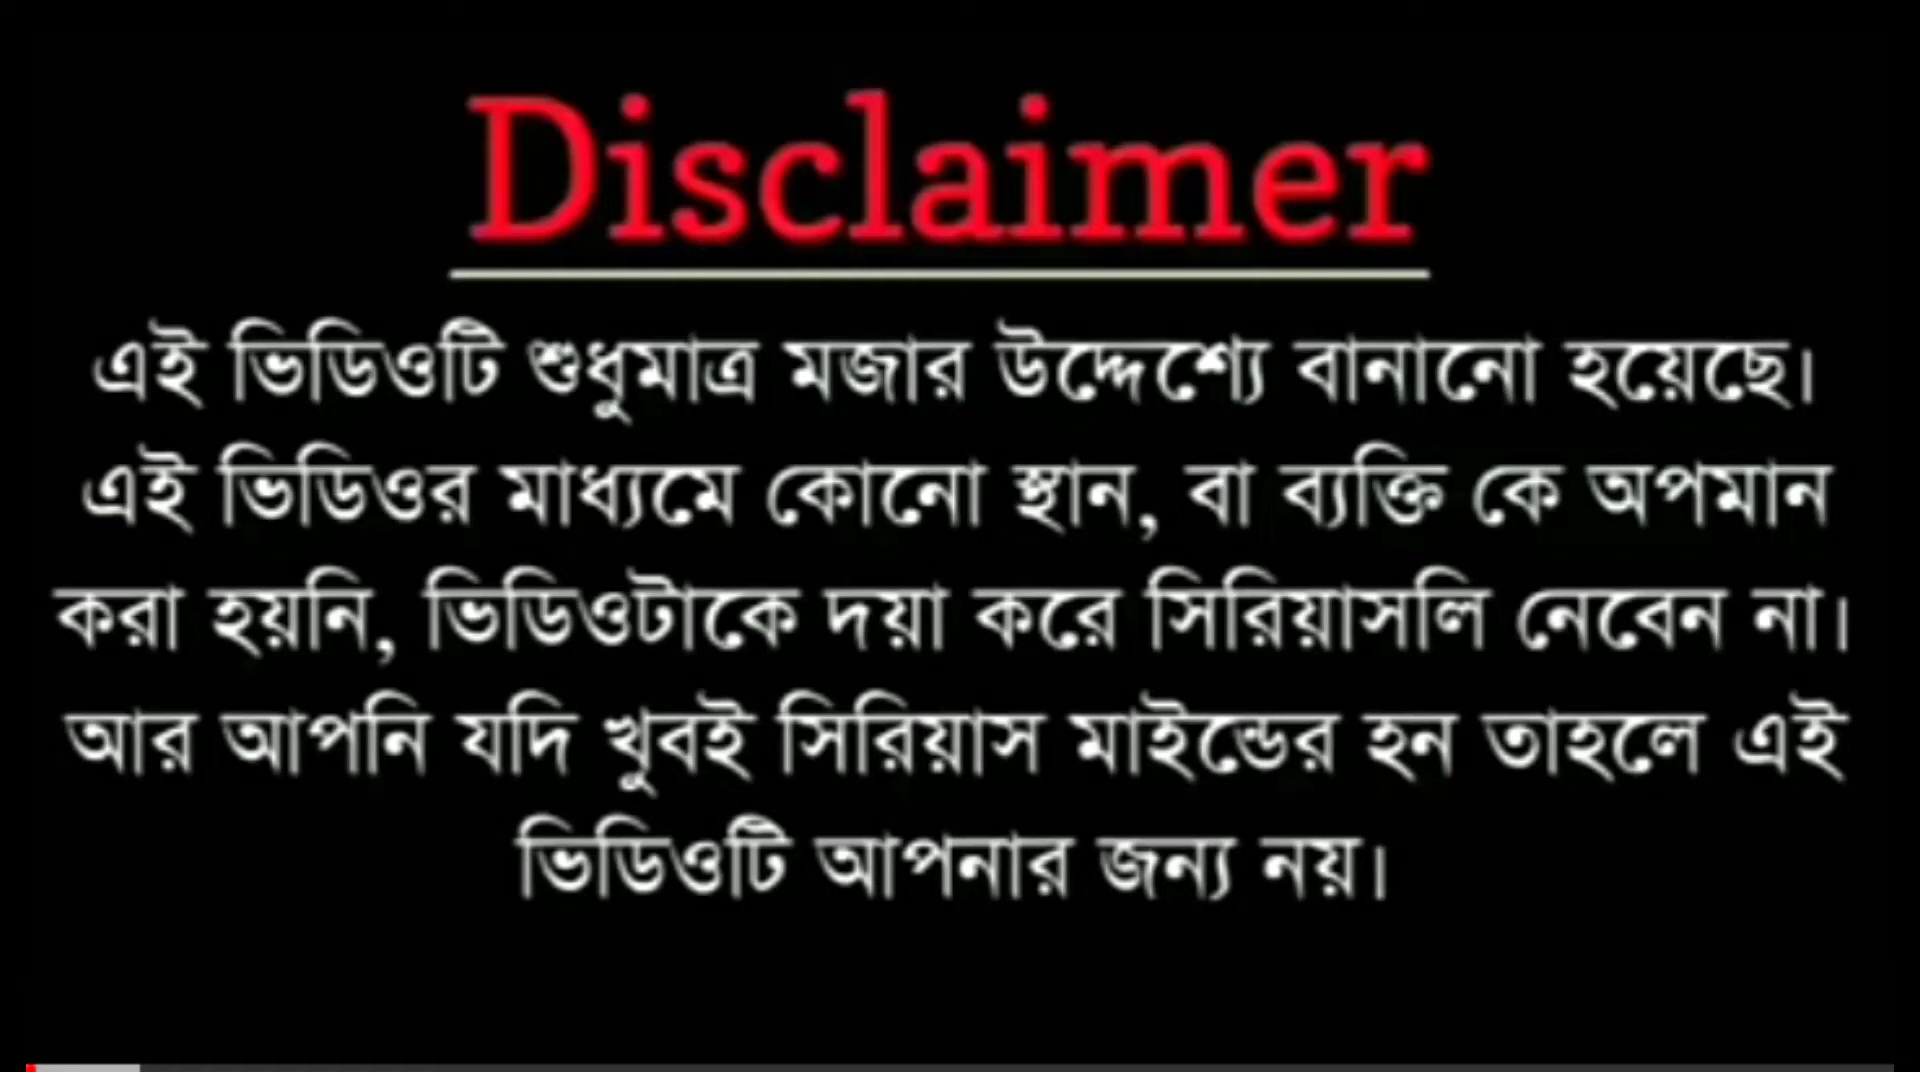 Disclaimer
এই ভিডিওটি শুধুমাত্র মজার উদ্দেশ্যে বানানো হয়েছে।
এই ভিডিওর মাধ্যমে কোনো স্থান, বা ব্যক্তি কে অপমান
করা হয়নি, ভিডিওটাকে দয়া করে সিরিয়াসলি নেবেন না।
আর আপনি যদি খুবই সিরিয়াস মাইন্ডের হন তাহলে এই
ভিডিওটি আপনার জন্য নয়।